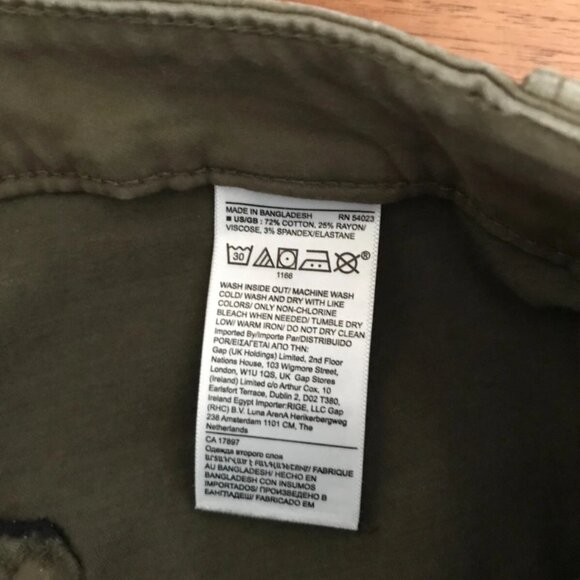 MADE IN BANGLADESH RN 54023
■ US/GB : 72% COTTON, 25% RAYON/
VISCOSE, 3% SPANDEX/ELASTANE
30 ®
1166
WASH INSIDE OUT/ MACHINE WASH
COLD/ WASH AND DRY WITH LIKE
COLORS/ ONLY NON-CHLORINE
BLEACH WHEN NEEDED/ TUMBLE DRY
LOW/ WARM IRON/ DO NOT DRY CLEAN
Imported By/Importe Par/DISTRIBUIDO
POR/ΕΙΣΑΓΕΤΑΙ ΑΠΟ ΤΗΝ:
Gap (UK Holdings) Limited, 2nd Floor
Nations House, 103 Wigmore Street,
London, W1U 1QS, UK Gap Stores
(Ireland) Limited c/o Arthur Cox, 10
Earlsfort Terrace, Dublin 2, D02 T380,
Ireland Egypt Importer:RIGE, LLC Gap
(RHC) B.V. Luna ArenA Herikerbergweg
238 Amsterdam 1101 CM, The
Netherlands
CA 17897
Одежда второго слоя
FABRIQUE
AU BANGLADESH/ HECHO EN
BANGLADESH CON INSUMOS
IMPORTADOS/ ПРОИЗВЕДЕНО В
БАНГЛАДЕШ/ FABRICADO EM